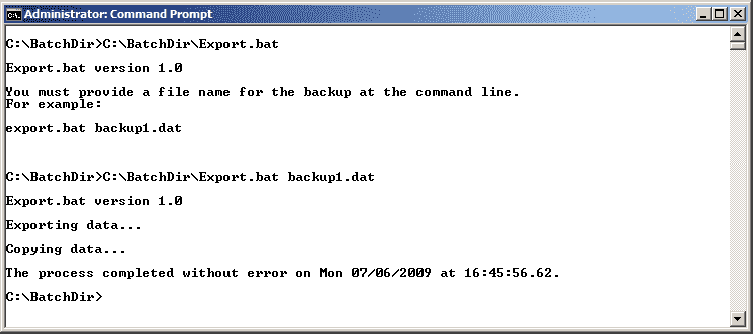 Administrator: Command Prompt
C:\BatchDir>C:\BatchDir\Export.bat
Export.bat version 1.0
You must provide a file name for the backup at the command line.
For example:
export.bat backup1.dat
C:\BatchDir>C:\BatchDir\Export.bat backup1.dat
Export.bat version 1.0
Exporting data...
Copying data...
The process completed without error on Mon 07/06/2009 at 16:45:56.62.
C:\BatchDir>